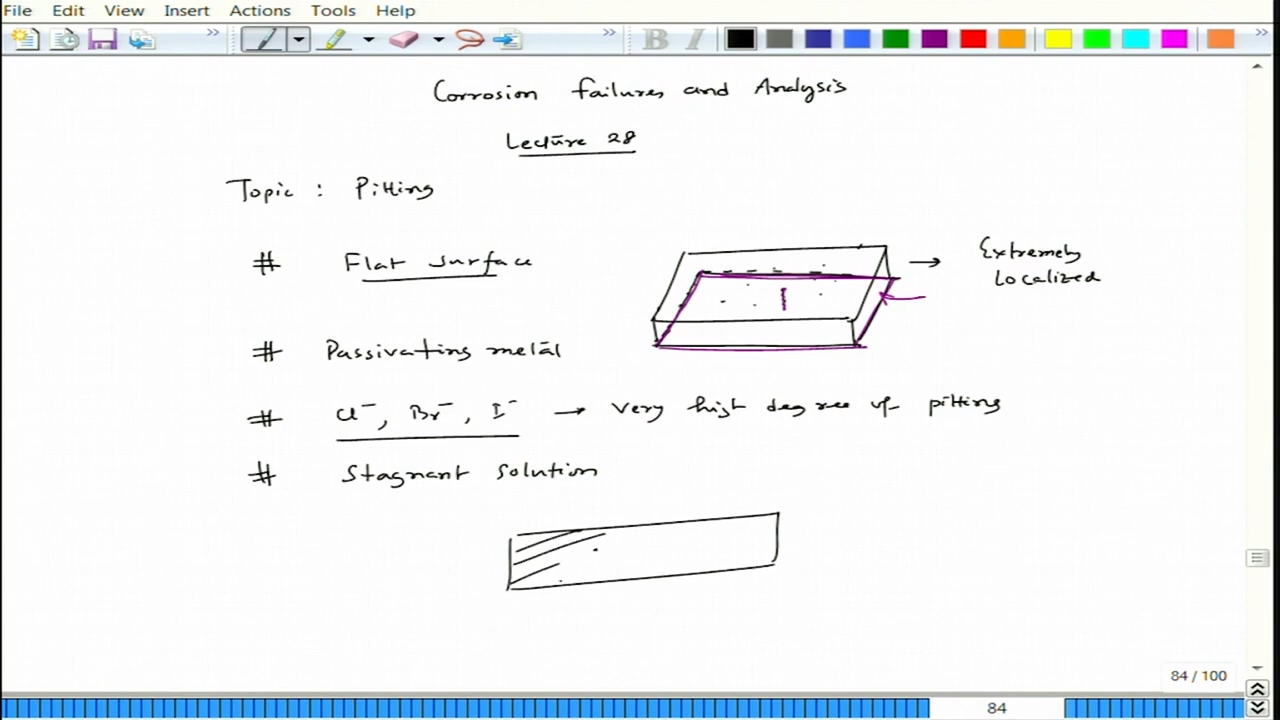 File Edit View Insert Actions Tools Help
Corrosion failures and Analysis
Lecture 28
Topic : Pitting
# Flat surface
Extremely
Localized
# Passivating metal
# Cl⁻, Br⁻, I⁻ → Very high degree of pitting
# Stagnant solution
84 / 100
84